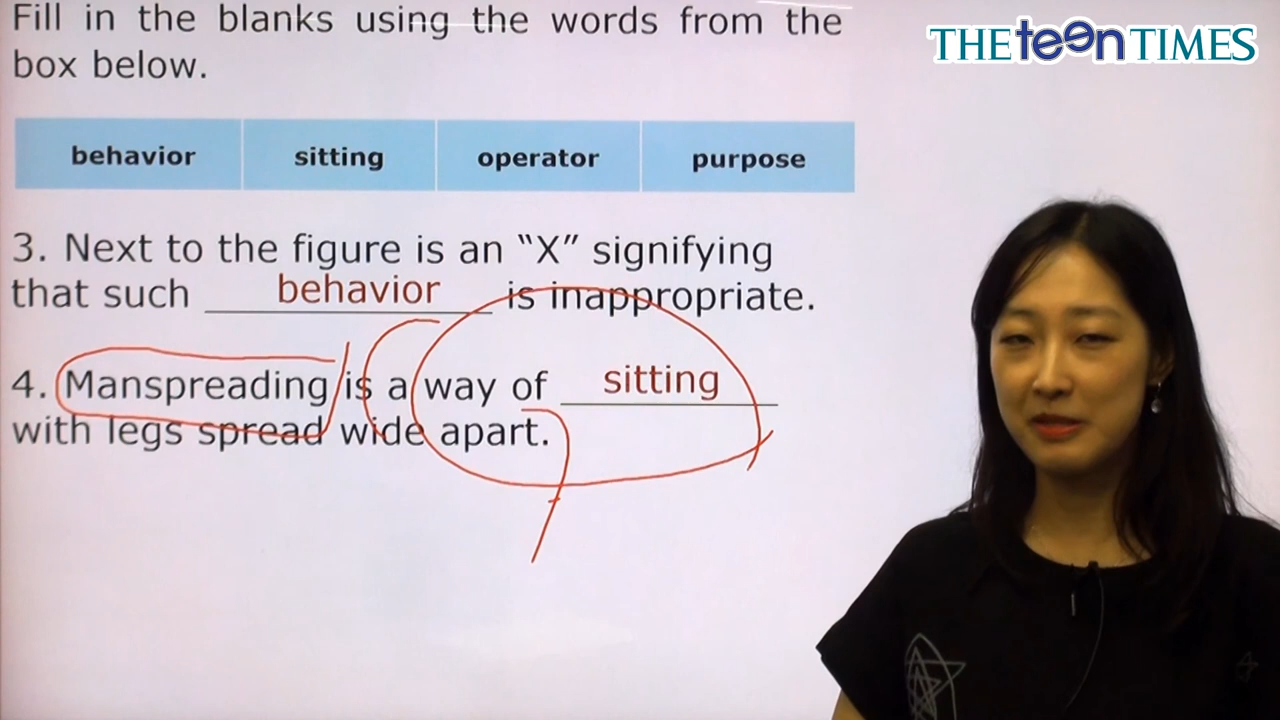 Fill in the blanks using the words from the
THE teen TIMES
box below.
behavior sitting operator purpose
3. Next to the figure is an “X” signifying
that such behavior is inappropriate.
4. Manspreading is a way of sitting
with legs spread wide apart.